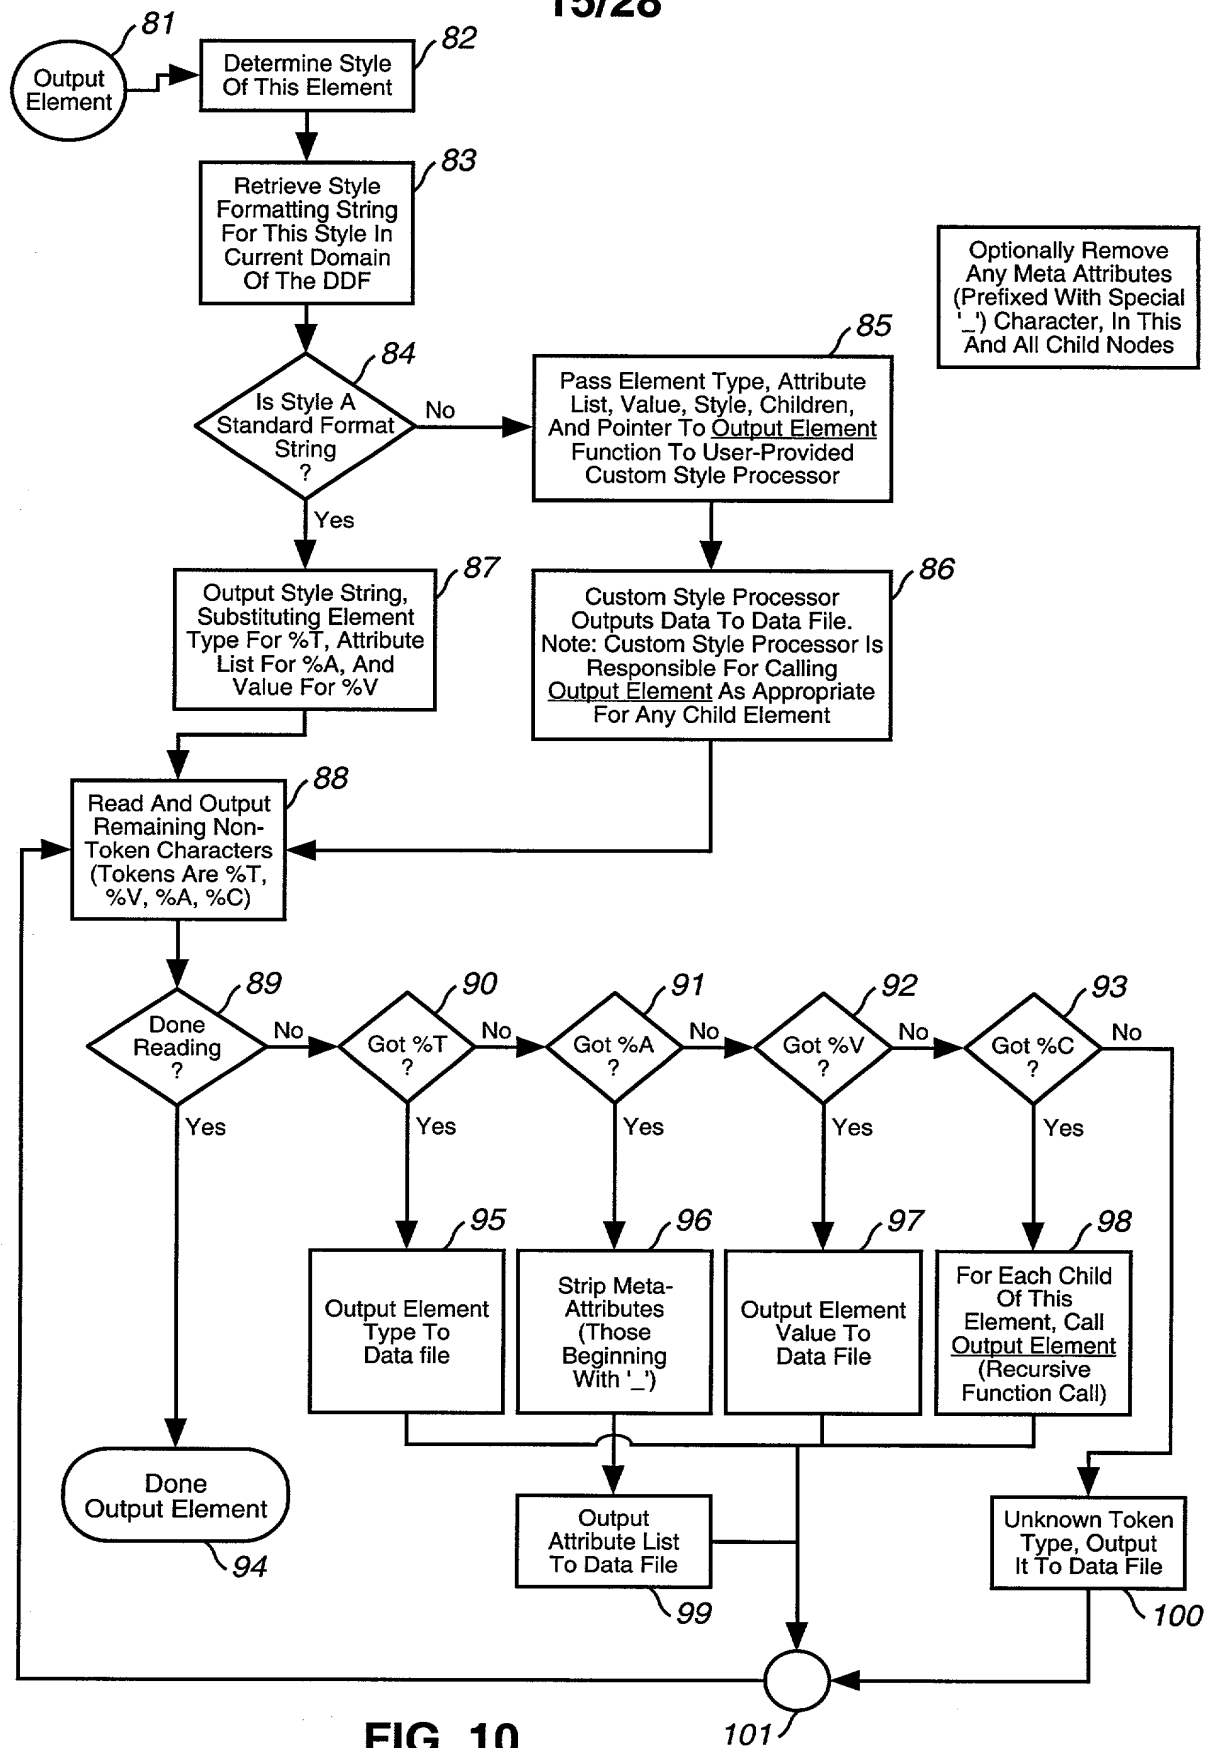 15/28
81
Output
Element
82
Determine Style
Of This Element
83
Retrieve Style
Formatting String
For This Style In
Current Domain
Of The DDF
Optionally Remove
Any Meta Attributes
(Prefixed With Special
'_') Character, In This
And All Child Nodes
84
Is Style A
Standard Format
String
?
No
Yes
85
Pass Element Type, Attribute
List, Value, Style, Children,
And Pointer To Output Element
Function To User-Provided
Custom Style Processor
87
Output Style String,
Substituting Element
Type For %T, Attribute
List For %A, And
Value For %V
86
Custom Style Processor
Outputs Data To Data File.
Note: Custom Style Processor Is
Responsible For Calling
Output Element As Appropriate
For Any Child Element
88
Read And Output
Remaining Non-
Token Characters
(Tokens Are %T,
%V, %A, %C)
89
Done
Reading
?
No
Yes
90
Got %T
?
No
Yes
91
Got %A
?
No
Yes
92
Got %V
?
No
Yes
93
Got %C
?
No
Yes
95
Output Element
Type To
Data file
96
Strip Meta-
Attributes
(Those
Beginning
With '_')
97
Output Element
Value To
Data File
98
For Each Child
Of This
Element, Call
Output Element
(Recursive
Function Call)
Done
Output Element
94
Output
Attribute List
To Data File
99
Unknown Token
Type, Output
It To Data File
100
101
FIG. 10